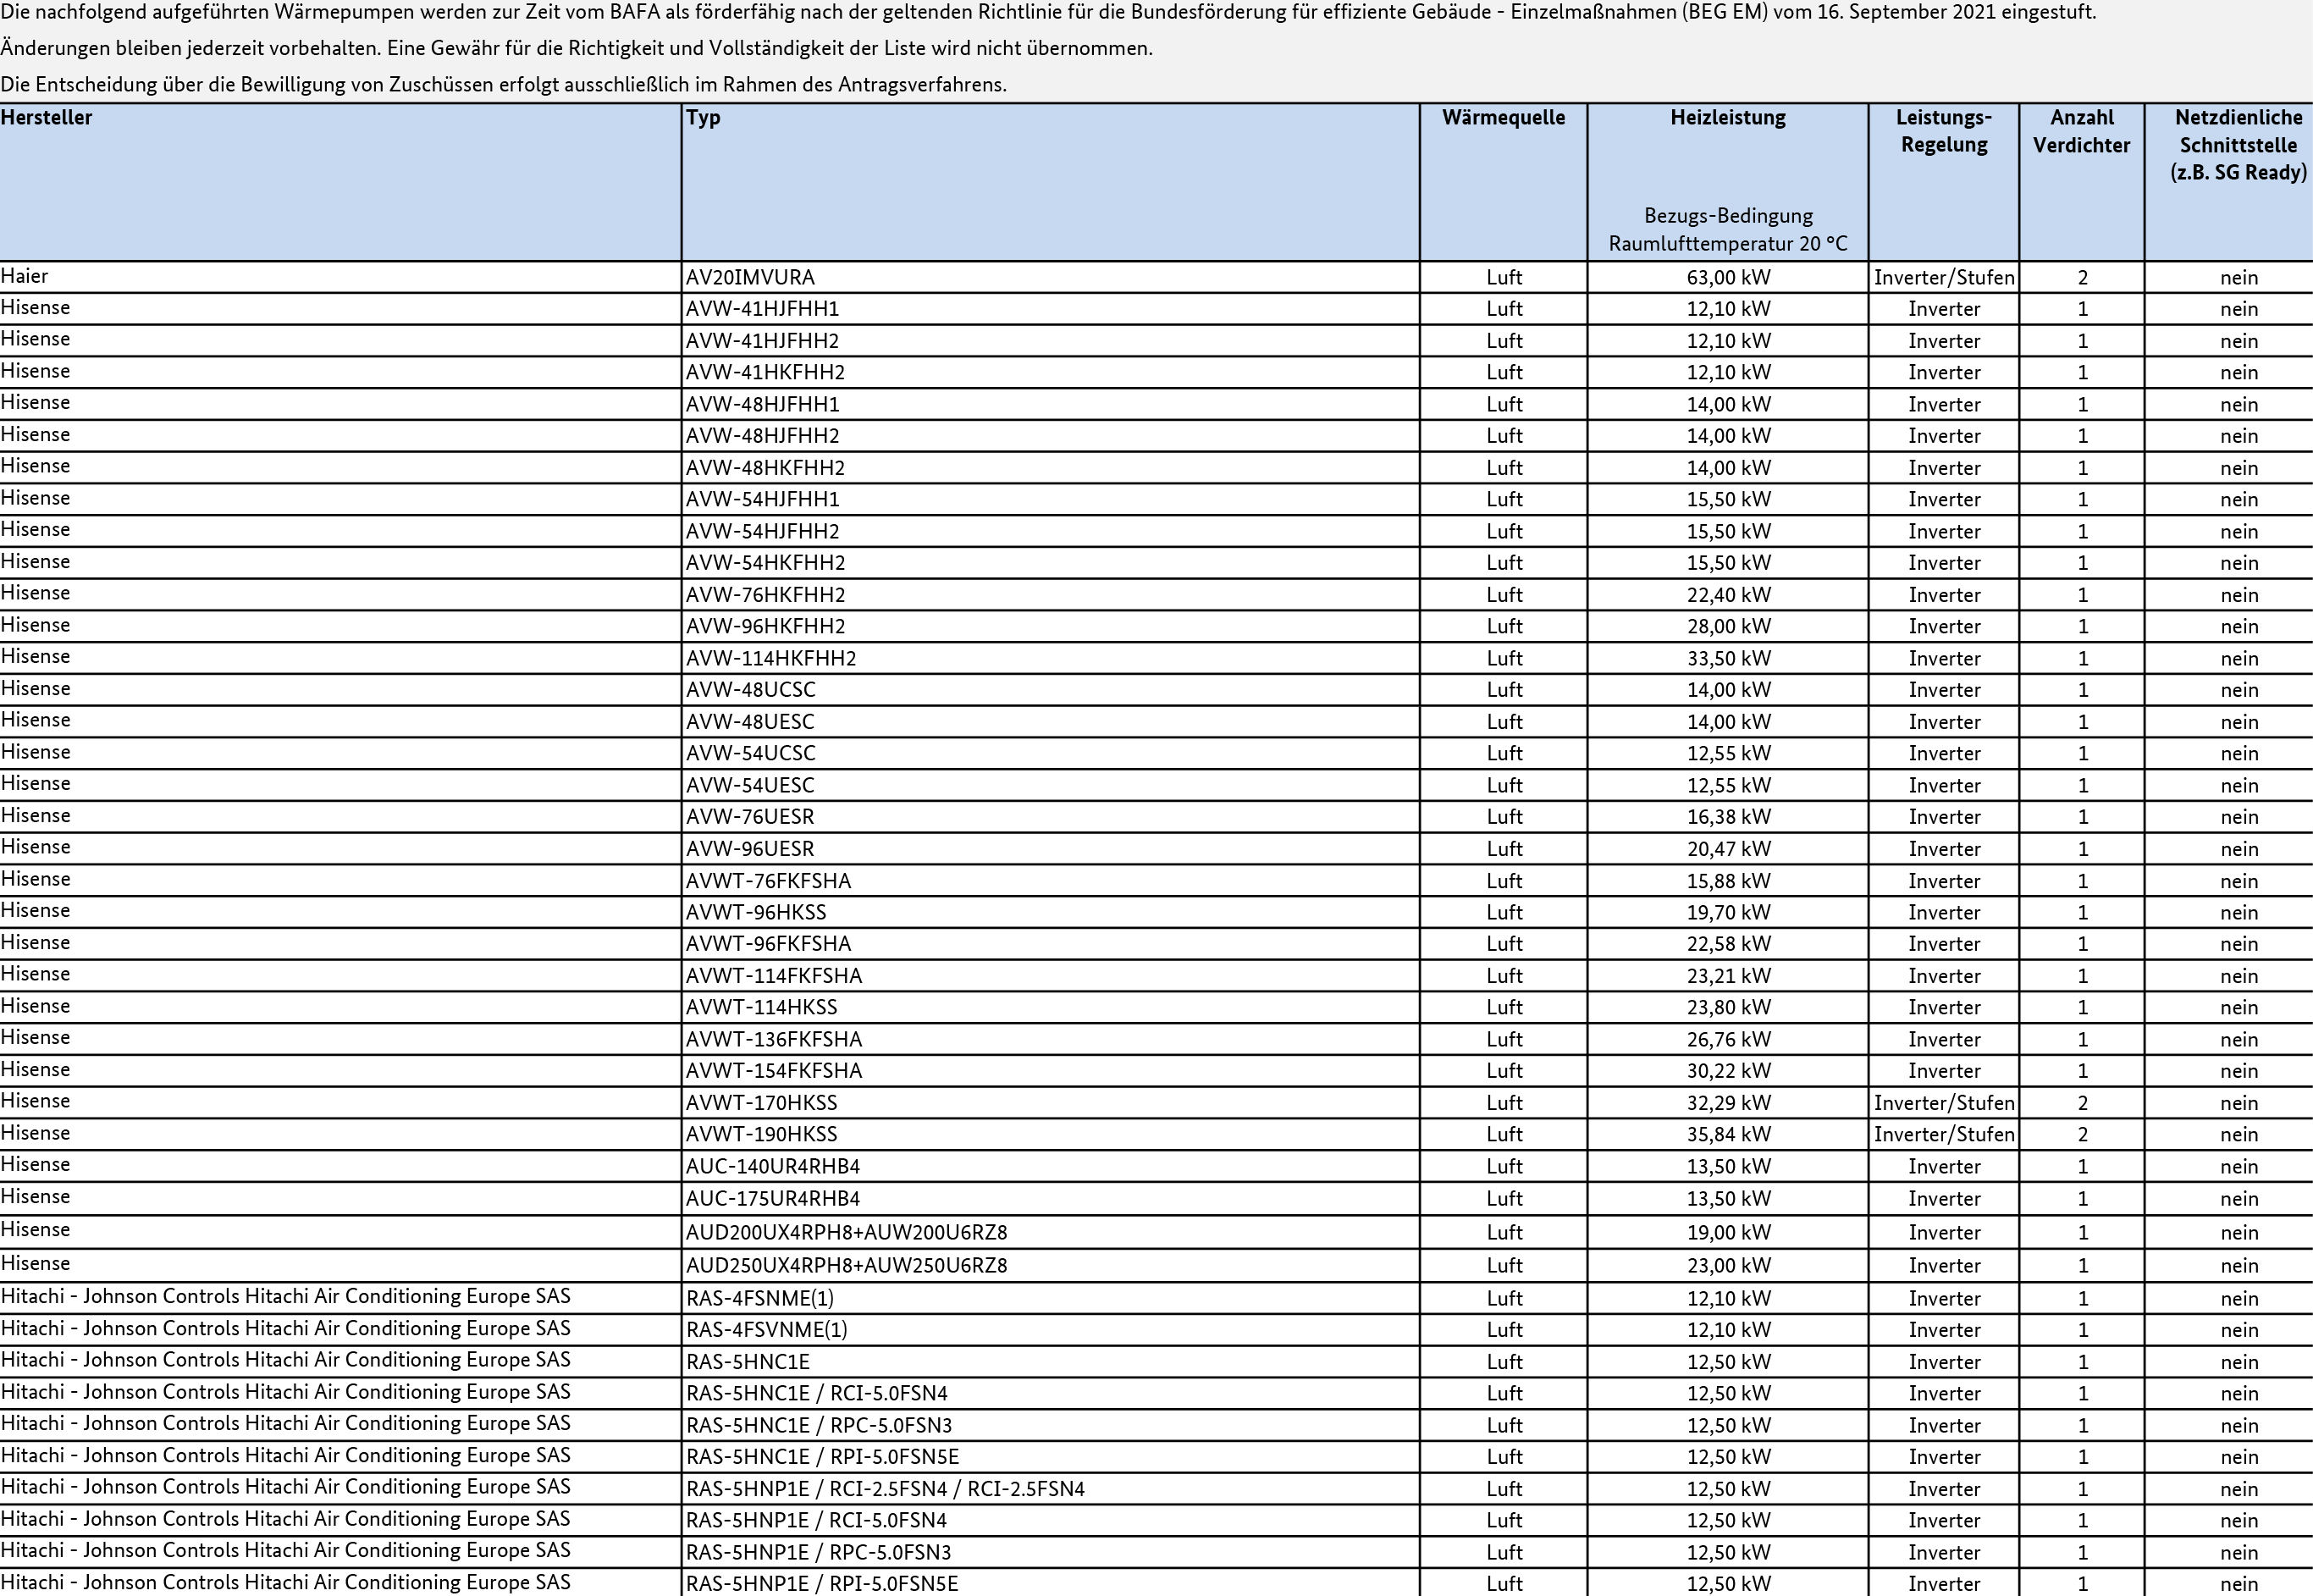 Die nachfolgend aufgeführten Wärmepumpen werden zur Zeit vom BAFA als förderfähig nach der geltenden Richtlinie für die Bundesförderung für effiziente Gebäude - Einzelmaßnahmen (BEG EM) vom 16. September 2021 eingestuft.
Änderungen bleiben jederzeit vorbehalten. Eine Gewähr für die Richtigkeit und Vollständigkeit der Liste wird nicht übernommen.
Die Entscheidung über die Bewilligung von Zuschüssen erfolgt ausschließlich im Rahmen des Antragsverfahrens.
Hersteller Typ Wärmequelle Heizleistung Leistungs- Anzahl Netzdienliche
Regelung Verdichter Schnittstelle
(z.B. SG Ready)
Bezugs-Bedingung
Raumlufttemperatur 20 °C
Haier AV20IMVURA Luft 63,00 kW Inverter/Stufen 2 nein
Hisense AVW-41HJFHH1 Luft 12,10 kW Inverter 1 nein
Hisense AVW-41HJFHH2 Luft 12,10 kW Inverter 1 nein
Hisense AVW-41HKFHH2 Luft 12,10 kW Inverter 1 nein
Hisense AVW-48HJFHH1 Luft 14,00 kW Inverter 1 nein
Hisense AVW-48HJFHH2 Luft 14,00 kW Inverter 1 nein
Hisense AVW-48HKFHH2 Luft 14,00 kW Inverter 1 nein
Hisense AVW-54HJFHH1 Luft 15,50 kW Inverter 1 nein
Hisense AVW-54HJFHH2 Luft 15,50 kW Inverter 1 nein
Hisense AVW-54HKFHH2 Luft 15,50 kW Inverter 1 nein
Hisense AVW-76HKFHH2 Luft 22,40 kW Inverter 1 nein
Hisense AVW-96HKFHH2 Luft 28,00 kW Inverter 1 nein
Hisense AVW-114HKFHH2 Luft 33,50 kW Inverter 1 nein
Hisense AVW-48UCSC Luft 14,00 kW Inverter 1 nein
Hisense AVW-48UESC Luft 14,00 kW Inverter 1 nein
Hisense AVW-54UCSC Luft 12,55 kW Inverter 1 nein
Hisense AVW-54UESC Luft 12,55 kW Inverter 1 nein
Hisense AVW-76UESR Luft 16,38 kW Inverter 1 nein
Hisense AVW-96UESR Luft 20,47 kW Inverter 1 nein
Hisense AVWT-76FKFSHA Luft 15,88 kW Inverter 1 nein
Hisense AVWT-96HKSS Luft 19,70 kW Inverter 1 nein
Hisense AVWT-96FKFSHA Luft 22,58 kW Inverter 1 nein
Hisense AVWT-114FKFSHA Luft 23,21 kW Inverter 1 nein
Hisense AVWT-114HKSS Luft 23,80 kW Inverter 1 nein
Hisense AVWT-136FKFSHA Luft 26,76 kW Inverter 1 nein
Hisense AVWT-154FKFSHA Luft 30,22 kW Inverter 1 nein
Hisense AVWT-170HKSS Luft 32,29 kW Inverter/Stufen 2 nein
Hisense AVWT-190HKSS Luft 35,84 kW Inverter/Stufen 2 nein
Hisense AUC-140UR4RHB4 Luft 13,50 kW Inverter 1 nein
Hisense AUC-175UR4RHB4 Luft 13,50 kW Inverter 1 nein
Hisense AUD200UX4RPH8+AUW200U6RZ8 Luft 19,00 kW Inverter 1 nein
Hisense AUD250UX4RPH8+AUW250U6RZ8 Luft 23,00 kW Inverter 1 nein
Hitachi - Johnson Controls Hitachi Air Conditioning Europe SAS RAS-4FSNME(1) Luft 12,10 kW Inverter 1 nein
Hitachi - Johnson Controls Hitachi Air Conditioning Europe SAS RAS-4FSVNME(1) Luft 12,10 kW Inverter 1 nein
Hitachi - Johnson Controls Hitachi Air Conditioning Europe SAS RAS-5HNC1E Luft 12,50 kW Inverter 1 nein
Hitachi - Johnson Controls Hitachi Air Conditioning Europe SAS RAS-5HNC1E / RCI-5.0FSN4 Luft 12,50 kW Inverter 1 nein
Hitachi - Johnson Controls Hitachi Air Conditioning Europe SAS RAS-5HNC1E / RPC-5.0FSN3 Luft 12,50 kW Inverter 1 nein
Hitachi - Johnson Controls Hitachi Air Conditioning Europe SAS RAS-5HNC1E / RPI-5.0FSN5E Luft 12,50 kW Inverter 1 nein
Hitachi - Johnson Controls Hitachi Air Conditioning Europe SAS RAS-5HNP1E / RCI-2.5FSN4 / RCI-2.5FSN4 Luft 12,50 kW Inverter 1 nein
Hitachi - Johnson Controls Hitachi Air Conditioning Europe SAS RAS-5HNP1E / RCI-5.0FSN4 Luft 12,50 kW Inverter 1 nein
Hitachi - Johnson Controls Hitachi Air Conditioning Europe SAS RAS-5HNP1E / RPC-5.0FSN3 Luft 12,50 kW Inverter 1 nein
Hitachi - Johnson Controls Hitachi Air Conditioning Europe SAS RAS-5HNP1E / RPI-5.0FSN5E Luft 12,50 kW Inverter 1 nein